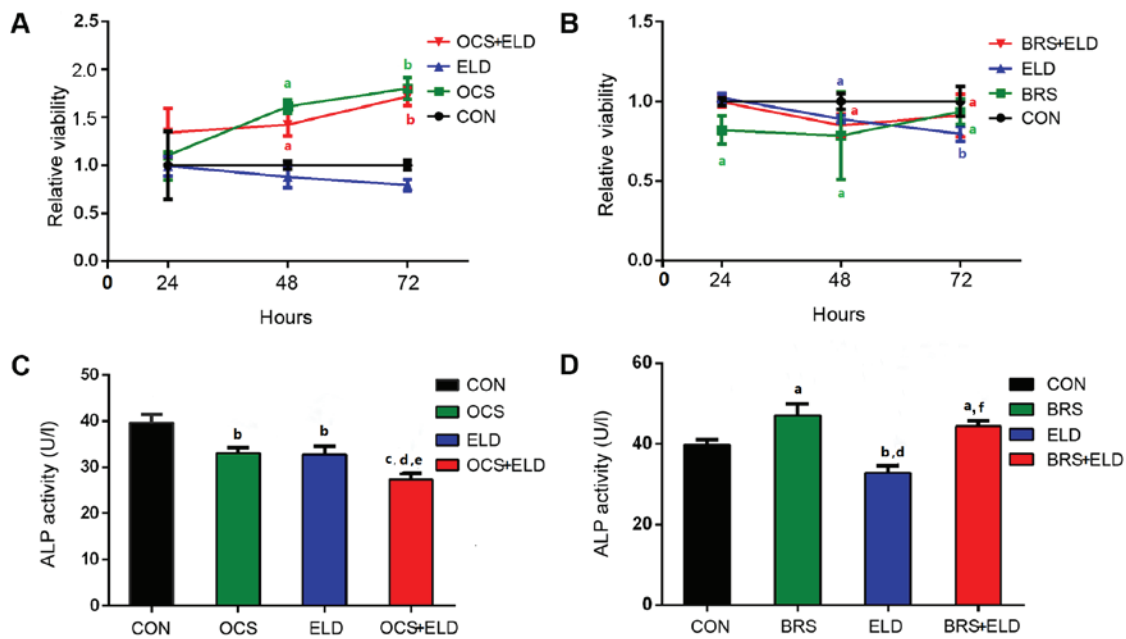 A
Relative viability
2.5
2.0
1.5
1.0
0.5
0.0
0
24
48
72
Hours
a
b
a
b
OCS+ELD
ELD
OCS
CON
B
Relative viability
1.5
1.0
0.5
0.0
0
24
48
72
Hours
a
a
a
a
a
a
b
BRS+ELD
ELD
BRS
CON
C
ALP activity (U/l)
50
40
30
20
10
0
b
b
c, d,e
CON
OCS
ELD
OCS+ELD
CON
OCS
ELD
OCS+ELD
D
ALP activity (U/l)
60
40
20
0
a
b,d
a,f
CON
BRS
ELD
BRS+ELD
CON
BRS
ELD
BRS+ELD